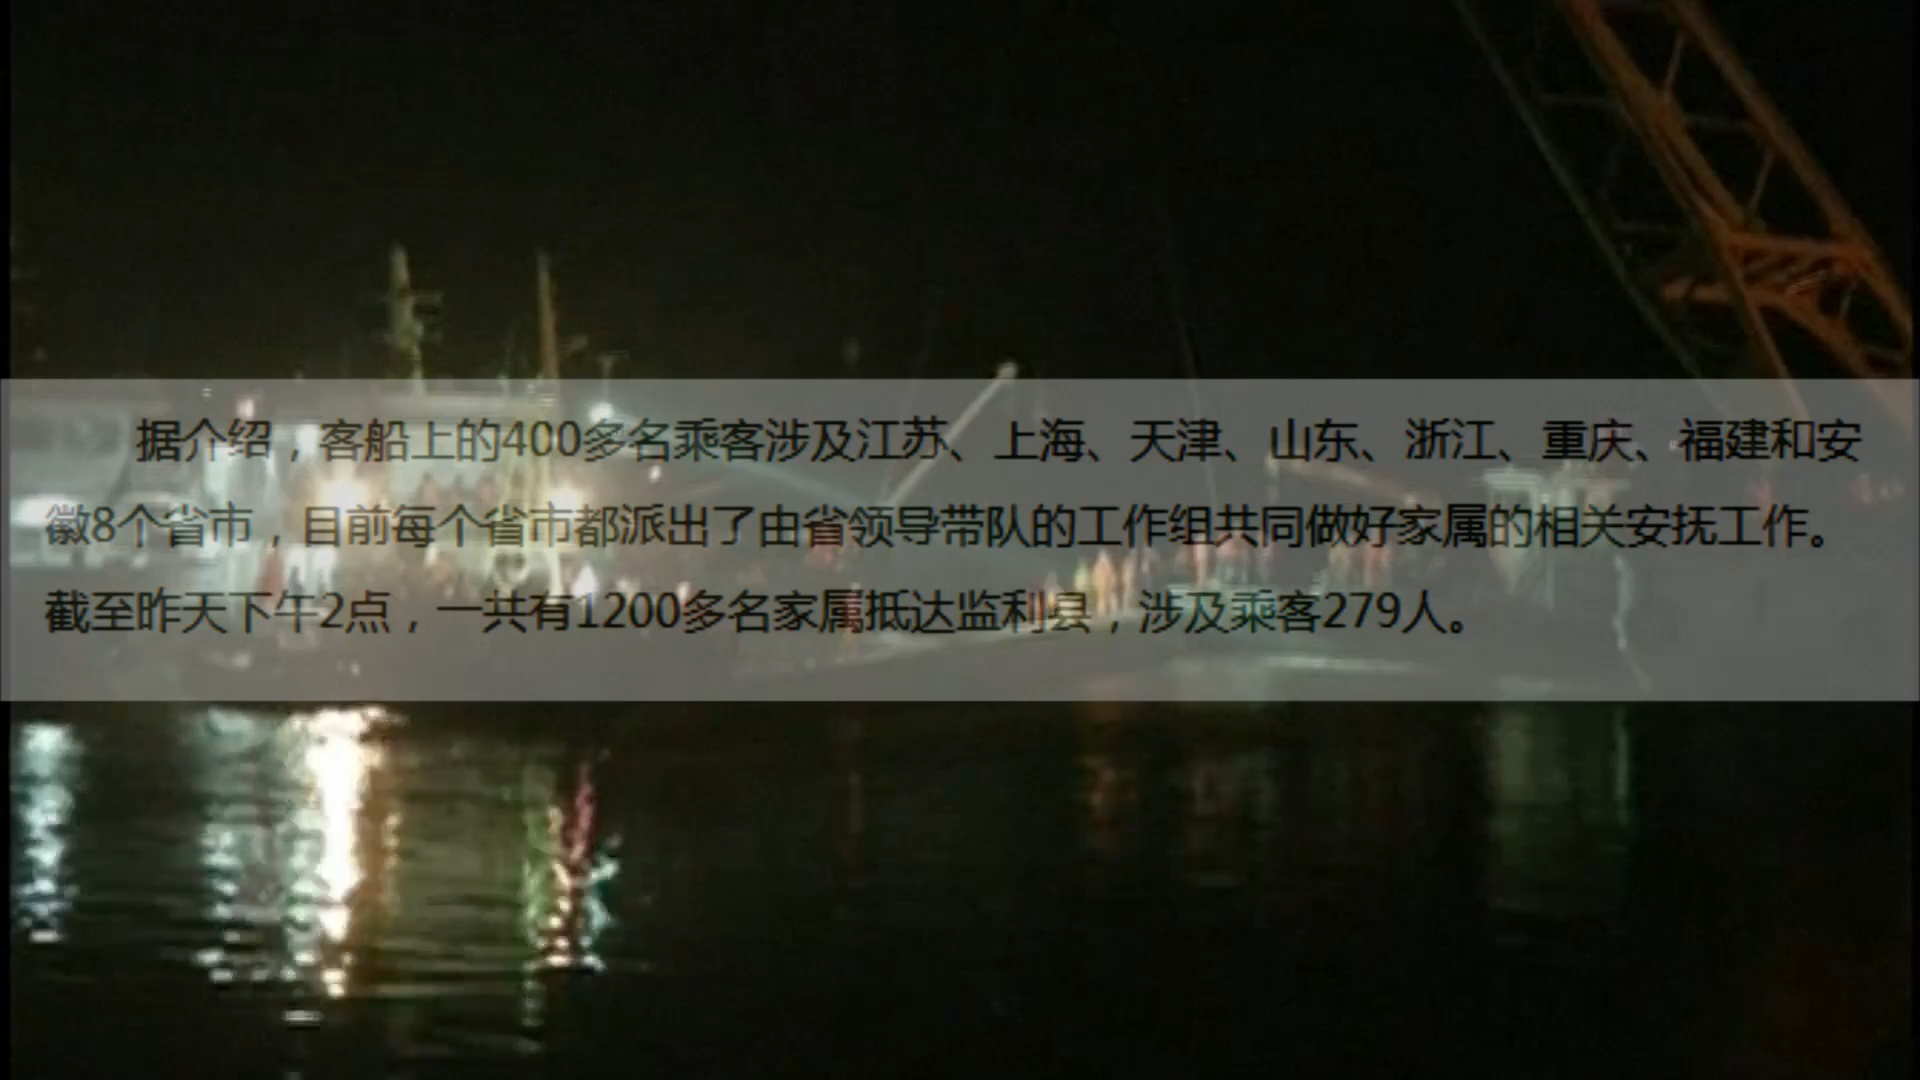 据介绍，客船上的400多名乘客涉及江苏、上海、天津、山东、浙江、重庆、福建和安
徽8个省市，目前每个省市都派出了由省领导带队的工作组共同做好家属的相关安抚工作。
截至昨天下午2点，一共有1200多名家属抵达监利县，涉及乘客279人。